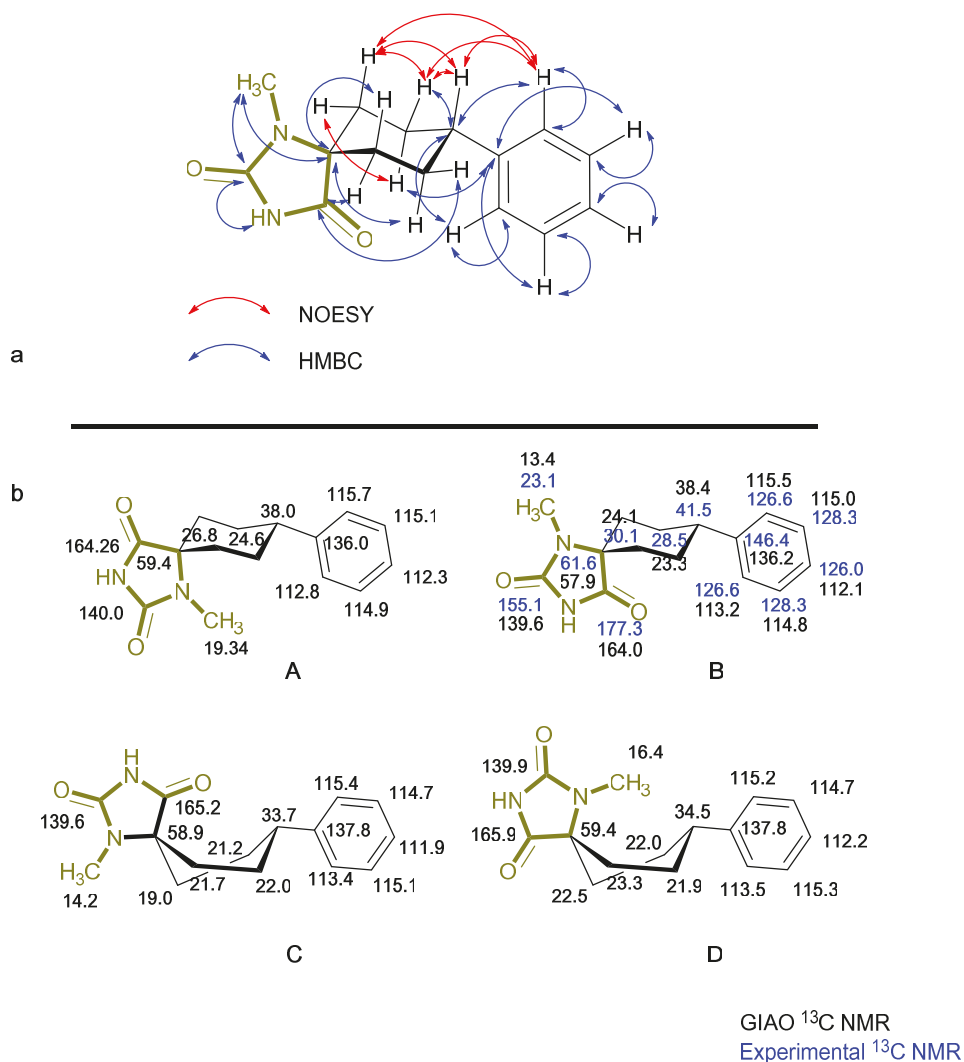 a
H H H H
H₃C
H
H
H
N
O
H
H
H
H
H
HN
O
H
H
H
NOESY
HMBC
b
O
38.0
115.7
115.1
164.26
26.8
24.6
136.0
59.4
HN
112.8
112.3
N
140.0
114.9
CH₃
O
19.34
A
13.4
23.1
H₃C
38.4
41.5
115.5
126.6
115.0
128.3
24.1
30.1
28.5
146.4
N
136.2
61.6
23.3
57.9
126.0
112.1
O
N
H
O
126.6
113.2
155.1
139.6
128.3
114.8
177.3
164.0
B
H
N
O
O
115.4
114.7
165.2
33.7
139.6
58.9
137.8
N
111.9
21.2
H₃C
21.7
22.0
113.4
115.1
14.2
19.0
C
O
139.9
16.4
CH₃
115.2
114.7
HN
N
34.5
165.9
59.4
22.0
137.8
112.2
O
22.5
23.3
21.9
113.5
115.3
D
GIAO ¹³C NMR
Experimental ¹³C NMR